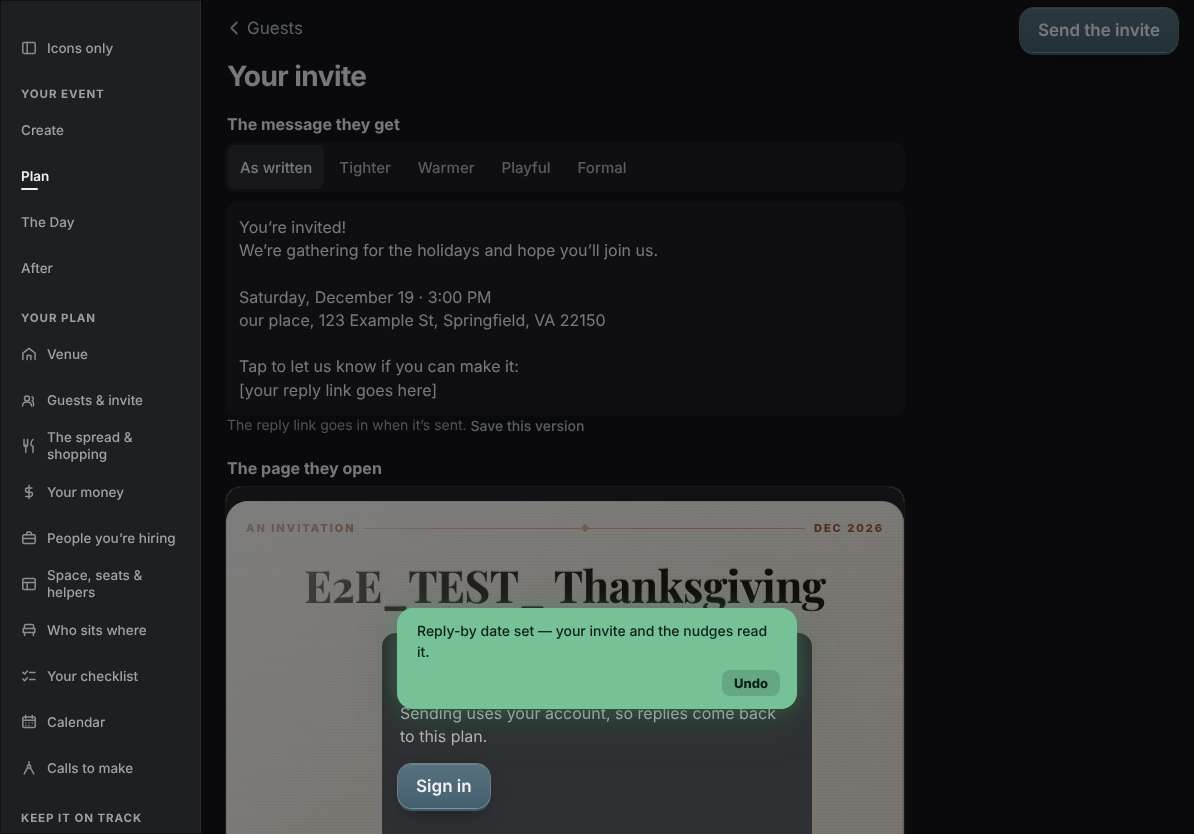 Icons only
YOUR EVENT
Create
Plan
The Day
After
YOUR PLAN
Venue
Guests & invite
The spread &
shopping
Your money
People you’re hiring
Space, seats &
helpers
Who sits where
Your checklist
Calendar
Calls to make
KEEP IT ON TRACK
Guests
Send the invite
Your invite
The message they get
As written Tighter Warmer Playful Formal
You’re invited!
We’re gathering for the holidays and hope you’ll join us.
Saturday, December 19 · 3:00 PM
our place, 123 Example St, Springfield, VA 22150
Tap to let us know if you can make it:
[your reply link goes here]
The reply link goes in when it’s sent. Save this version
The page they open
AN INVITATION DEC 2026
E2E_TEST_ Thanksgiving
Reply-by date set — your invite and the nudges read
it.
Undo
Sending uses your account, so replies come back
to this plan.
Sign in